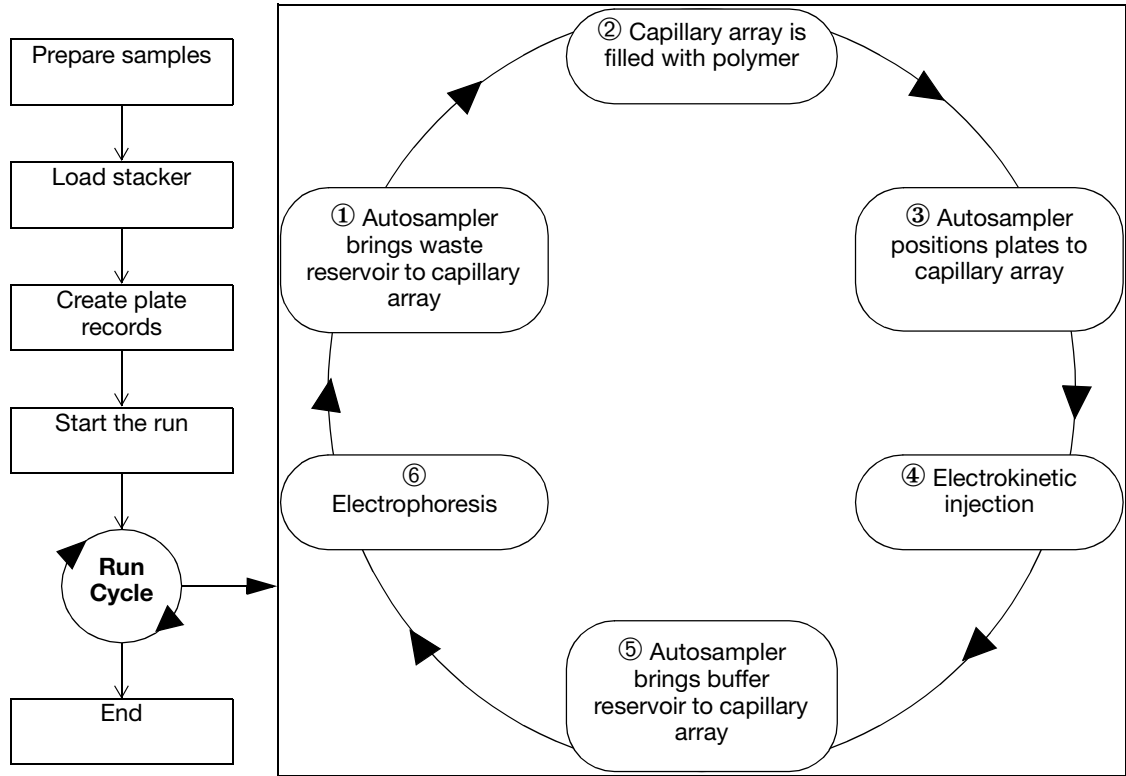 Prepare samples
Load stacker
Create plate
records
Start the run
Run
Cycle
End
① Autosampler
brings waste
reservoir to capillary
array
② Capillary array is
filled with polymer
③ Autosampler
positions plates to
capillary array
④ Electrokinetic
injection
⑤ Autosampler
brings buffer
reservoir to capillary
array
⑥
Electrophoresis